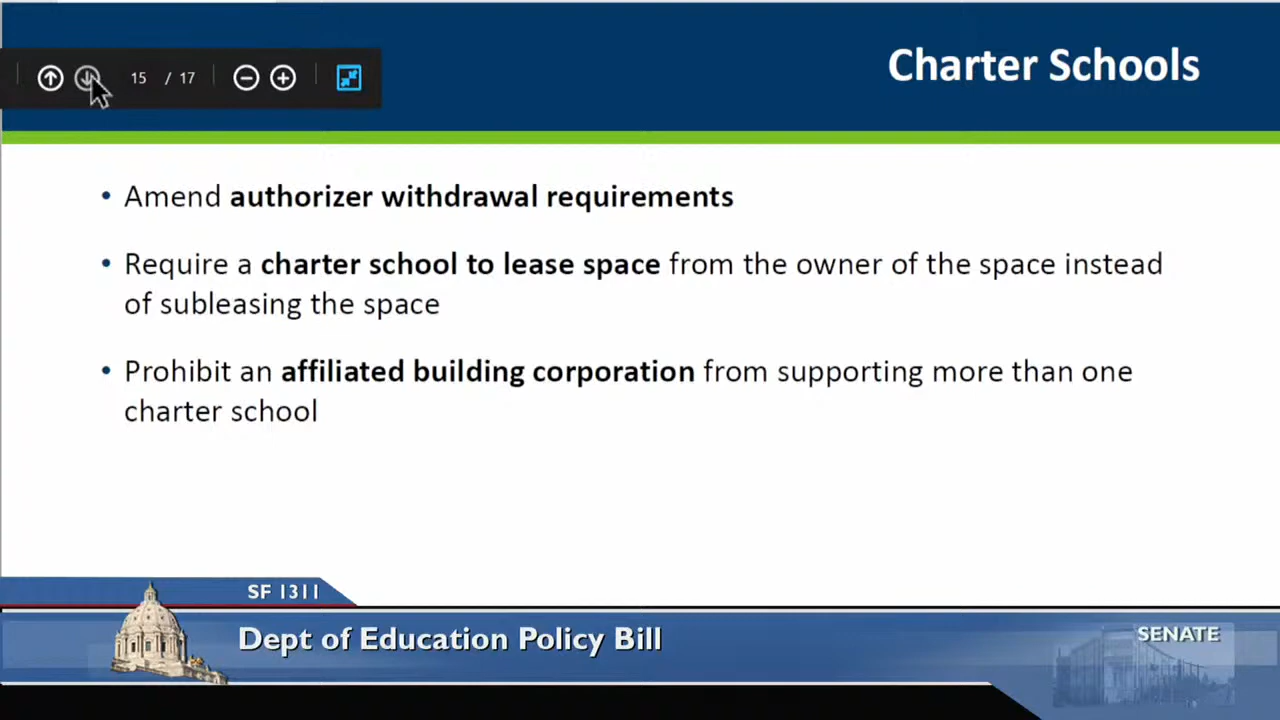 Charter Schools
15 / 17
• Amend authorizer withdrawal requirements
• Require a charter school to lease space from the owner of the space instead
of subleasing the space
• Prohibit an affiliated building corporation from supporting more than one
charter school
SF 1311
Dept of Education Policy Bill
SENATE